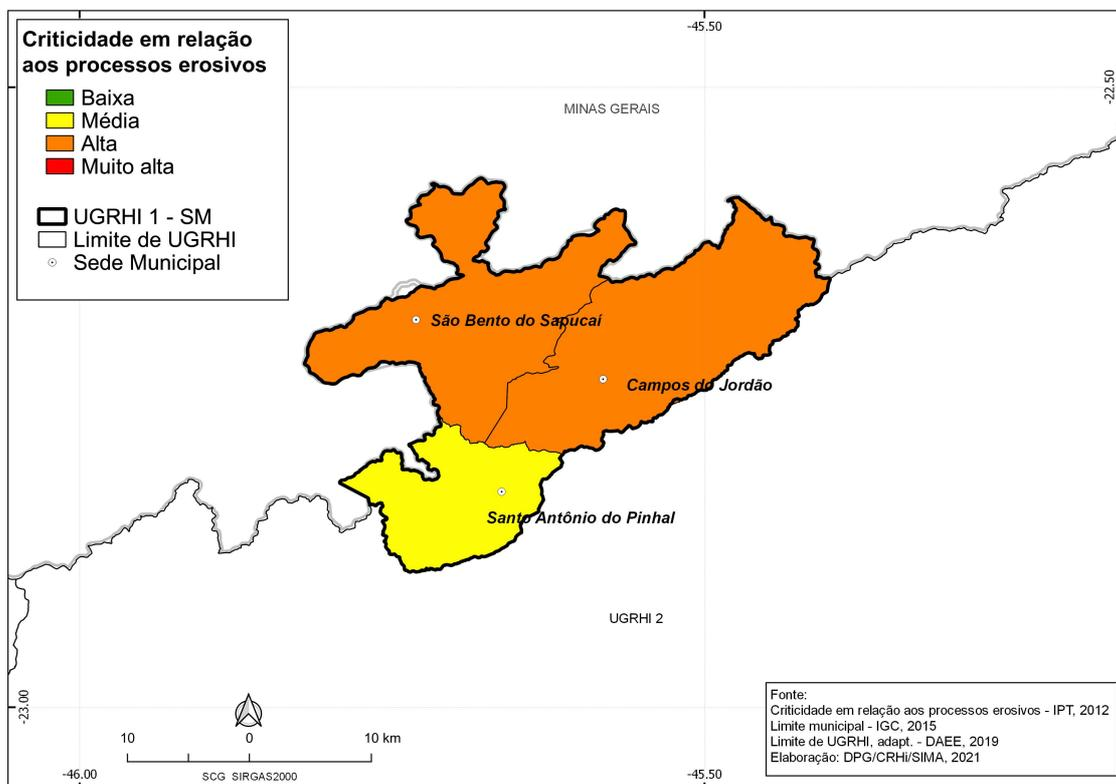 -45.50
Criticidade em relação
aos processos erosivos
Baixa
Média
Alta
Muito alta
UGRHI 1 - SM
Limite de UGRHI
Sede Municipal
-22.50
MINAS GERAIS
São Bento do Sapucaí
Campos do Jordão
Santo Antônio do Pinhal
UGRHI 2
-23.00
10 0 10 km
SCG SIRGAS2000
Fonte:
Criticidade em relação aos processos erosivos - IPT, 2012
Limite municipal - IGC, 2015
Limite de UGRHI, adapt. - DAEE, 2019
Elaboração: DPG/CRHi/SIMA, 2021
-46.00
-45.50